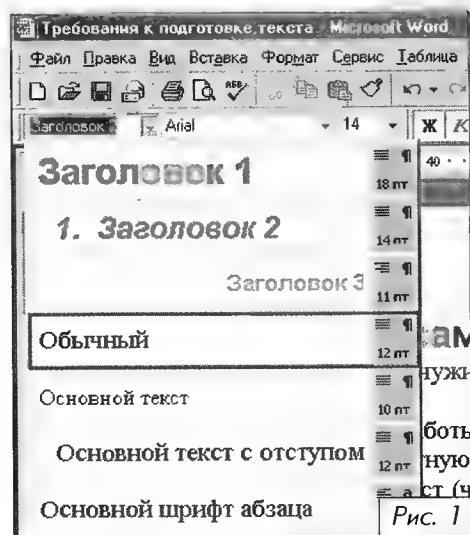 Требования к подготовке текста Microsoft Word
Файл Правка Вид Вставка Формат Сервис Таблица
Заголовок Arial 14 Ж К
40
Заголовок 1
18 пт
1. Заголовок 2
14 пт
Заголовок 3
11 пт
Обычный
12 пт
Основной текст
10 пт
Основной текст с отступом
12 пт
Основной шрифт абзаца
a
Рис. 1